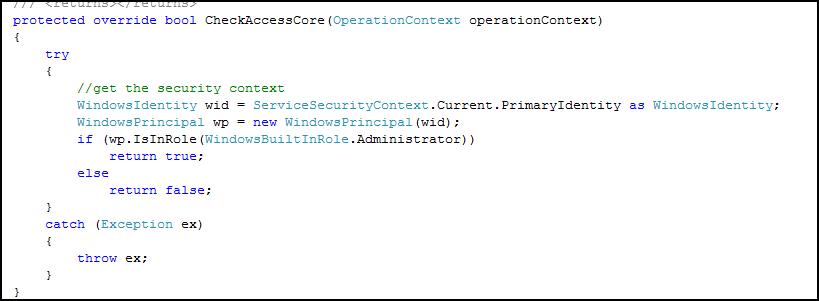 /// <returns></returns>
protected override bool CheckAccessCore(OperationContext operationContext)
{
    try
    {
        //get the security context
        WindowsIdentity wid = ServiceSecurityContext.Current.PrimaryIdentity as WindowsIdentity;
        WindowsPrincipal wp = new WindowsPrincipal(wid);
        if (wp.IsInRole(WindowsBuiltInRole.Administrator))
            return true;
        else
            return false;
    }
    catch (Exception ex)
    {
        throw ex;
    }
}